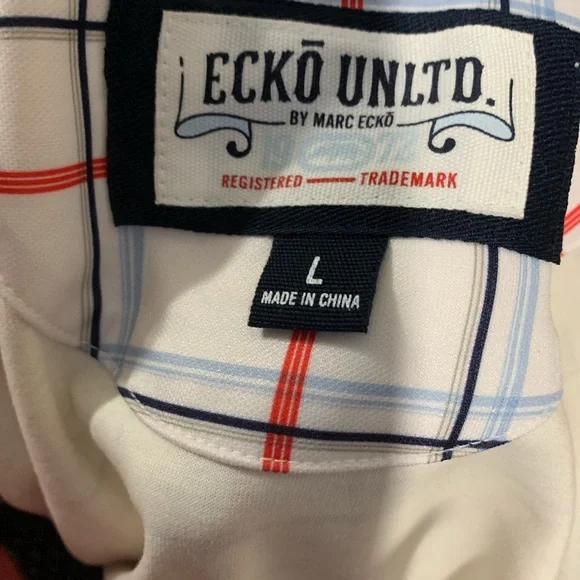 ECKŌ UNLTD.
BY MARC ECKŌ
REGISTERED — TRADEMARK
L
MADE IN CHINA